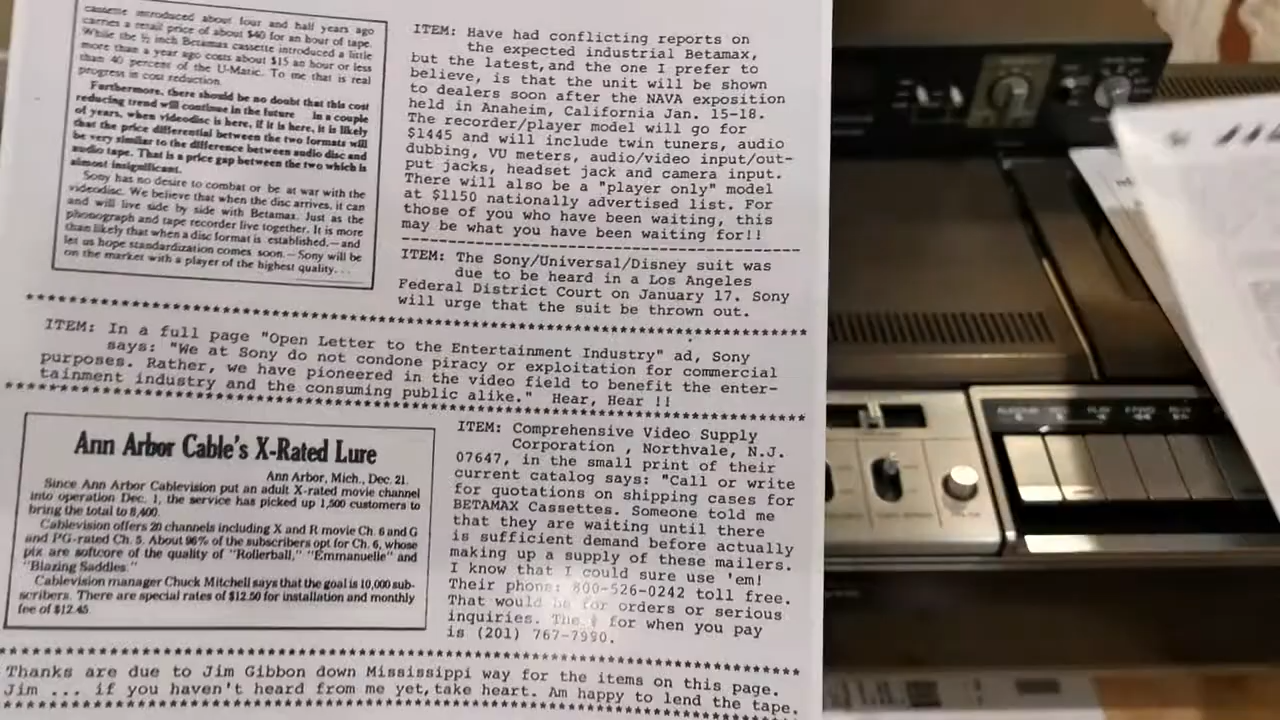 cassette introduced about four and half years ago
carries a retail price of about $40 for an hour of tape.
While the ½ inch Betamax cassette introduced a little
more than a year ago costs about $15 an hour or less
than 40 percent of the U-Matic. To me that is real
progress in cost reduction.
Furthermore, there should be no doubt that this cost
reducing trend will continue in the future In a couple
of years, when videodisc is here, if it is here, it is likely
that the price differential between the two formats will
be very similar to the difference between audio disc and
audio tape. That is a price gap between the two which is
almost insignificant.
Sony has no desire to combat or be at war with the
videodisc. We believe that when the disc arrives, it can
and will live side by side with Betamax. Just as the
phonograph and tape recorder live together. It is more
than likely that when a disc format is established,—and
let us hope standardization comes soon.—Sony will be
on the market with a player of the highest quality. . .
ITEM: Have had conflicting reports on
the expected industrial Betamax,
but the latest,and the one I prefer to
believe, is that the unit will be shown
to dealers soon after the NAVA exposition
held in Anaheim, California Jan. 15-18.
The recorder/player model will go for
$1445 and will include twin tuners, audio
dubbing, VU meters, audio/video input/out-
put jacks, headset jack and camera input.
There will also be a "player only" model
at $1150 nationally advertised list. For
those of you who have been waiting, this
may be what you have been waiting for!!
ITEM: The Sony/Universal/Disney suit was
due to be heard in a Los Angeles
Federal District Court on January 17. Sony
will urge that the suit be thrown out.
ITEM: In a full page "Open Letter to the Entertainment Industry" ad, Sony
says: "We at Sony do not condone piracy or exploitation for commercial
purposes. Rather, we have pioneered in the video field to benefit the enter-
tainment industry and the consuming public alike." Hear, Hear !!
Ann Arbor Cable's X-Rated Lure
Ann Arbor, Mich., Dec. 21.
Since Ann Arbor Cablevision put an adult X-rated movie channel
into operation Dec. 1, the service has picked up 1,500 customers to
bring the total to 8,400.
Cablevision offers 20 channels including X and R movie Ch. 6 and G
and PG-rated Ch. 5. About 96% of the subscribers opt for Ch. 6, whose
pix are softcore of the quality of "Rollerball," "Emmanuelle" and
"Blazing Saddles."
Cablevision manager Chuck Mitchell says that the goal is 10,000 sub-
scribers. There are special rates of $12.50 for installation and monthly
fee of $12.45.
ITEM: Comprehensive Video Supply
Corporation , Northvale, N.J.
07647, in the small print of their
current catalog says: "Call or write
for quotations on shipping cases for
BETAMAX Cassettes. Someone told me
that they are waiting until there
is sufficient demand before actually
making up a supply of these mailers.
I know that I could sure use 'em!
Their phone: 800-526-0242 toll free.
That would be for orders or serious
inquiries. The # for when you pay
is (201) 767-7990.
Thanks are due to Jim Gibbon down Mississippi way for the items on this page.
Jim ... if you haven't heard from me yet,take heart. Am happy to lend the tape.